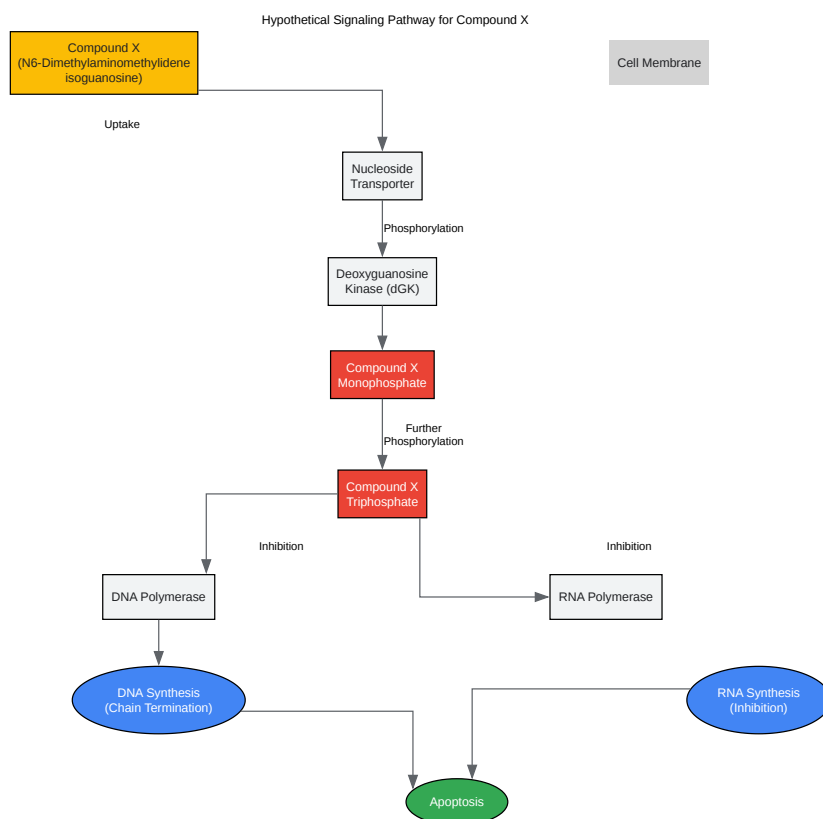 Hypothetical Signaling Pathway for Compound X
Compound X
(N6-Dimethylaminomethylidene
isoguanosine)
Cell Membrane
Uptake
Nucleoside
Transporter
Phosphorylation
Deoxyguanosine
Kinase (dGK)
Compound X
Monophosphate
Further
Phosphorylation
Compound X
Triphosphate
Inhibition
Inhibition
DNA Polymerase
RNA Polymerase
DNA Synthesis
(Chain Termination)
RNA Synthesis
(Inhibition)
Apoptosis